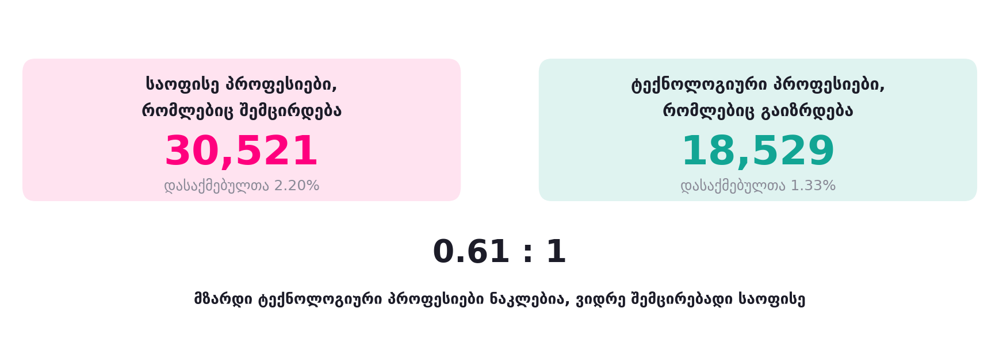 საოფისე პროფესიები,
რომლებიც შემცირდება
30,521
დასაქმებულთა 2.20%
ტექნოლოგიური პროფესიები,
რომლებიც გაიზრდება
18,529
დასაქმებულთა 1.33%
0.61 : 1
მზარდი ტექნოლოგიური პროფესიები ნაკლებია, ვიდრე შემცირებადი საოფისე